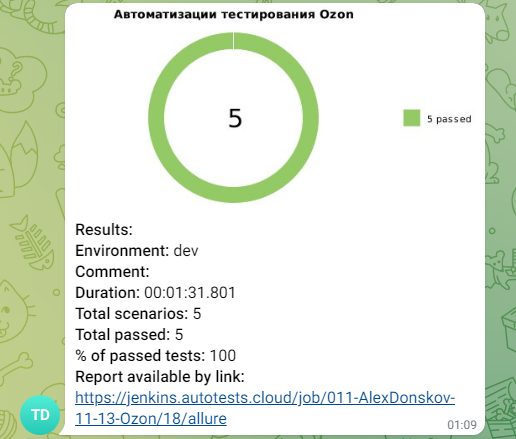 Автоматизации тестирования Ozon
5
5 passed
Results:
Environment: dev
Comment:
Duration: 00:01:31.801
Total scenarios: 5
Total passed: 5
% of passed tests: 100
Report available by link:
https://jenkins.autotests.cloud/job/011-AlexDonskov-
11-13-Ozon/18/allure
TD
01:09